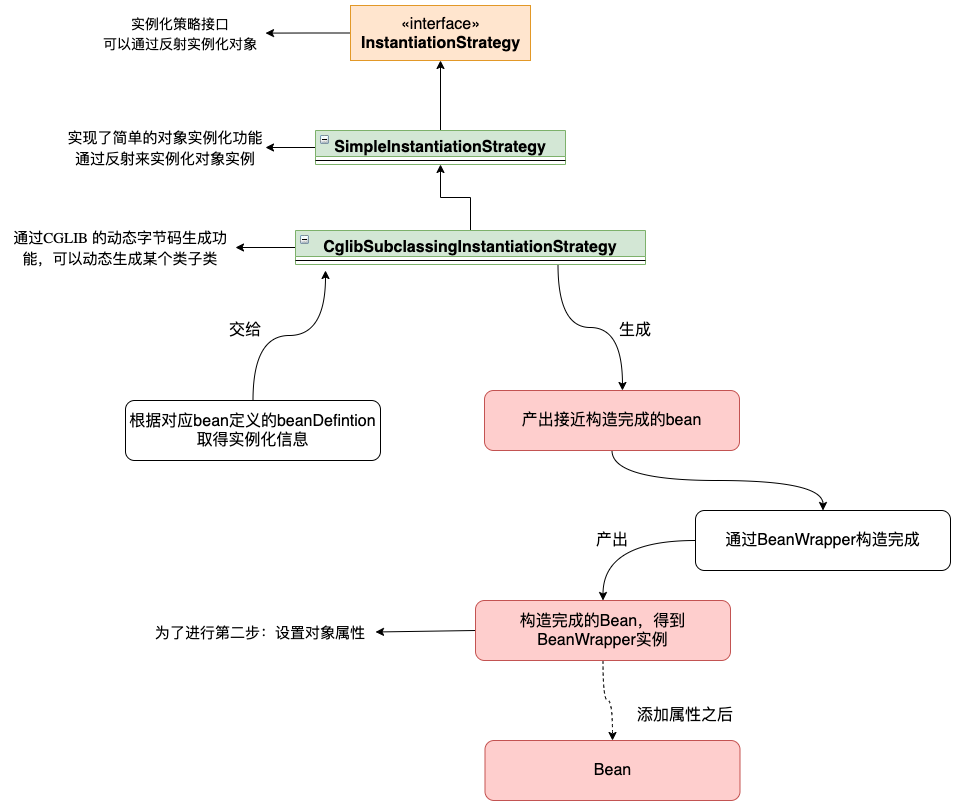 实例化策略接口
可以通过反射实例化对象
«interface»
InstantiationStrategy
实现了简单的对象实例化功能
通过反射来实例化对象实例
SimpleInstantiationStrategy
通过CGLIB 的动态字节码生成功
能，可以动态生成某个类子类
CglibSubclassingInstantiationStrategy
交给
生成
根据对应bean定义的beanDefintion
取得实例化信息
产出接近构造完成的bean
通过BeanWrapper构造完成
产出
为了进行第二步：设置对象属性
构造完成的Bean，得到
BeanWrapper实例
添加属性之后
Bean